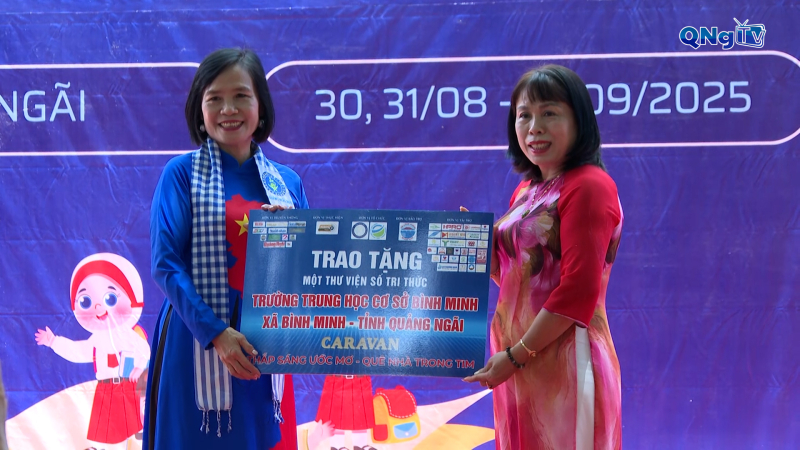 QNgTV
NGÃI
30, 31/08 - 09/2025
TRAO TẶNG
MỘT THƯ VIỆN SỐ TRI THỨC
TRƯỜNG TRUNG HỌC CƠ SỞ BÌNH MINH
XÃ BÌNH MINH - TỈNH QUẢNG NGÃI
CARAVAN
SÁNG ƯỚC MƠ - QUÊ NHÀ TRONG TIM